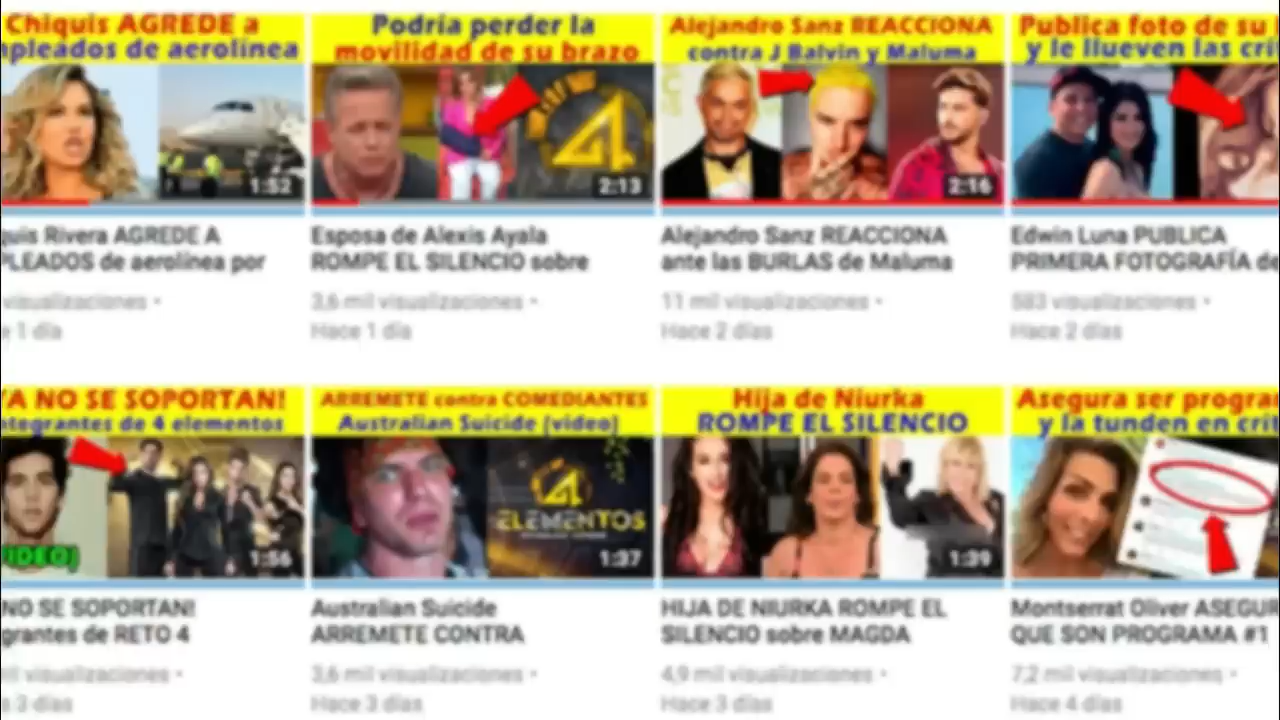 Chiquis AGREDE a
mpleados de aerolínea
1:52
quis Rivera AGREDE A
PLEADOS de aerolínea por
visualizaciones •
e 1 día
Podría perder la
movilidad de su brazo
4
2:13
Esposa de Alexis Ayala
ROMPE EL SILENCIO sobre
3,6 mil visualizaciones •
Hace 1 día
Alejandro Sanz REACCIONA
contra J Balvin y Maluma
2:16
Alejandro Sanz REACCIONA
ante las BURLAS de Maluma
11 mil visualizaciones •
Hace 2 días
Publica foto de su
y le llueven las crít
Edwin Luna PUBLICA
PRIMERA FOTOGRAFÍA de
583 visualizaciones •
Hace 2 días
YA NO SE SOPORTAN!
ntegrantes de 4 elementos
VIDEO)
1:56
NO SE SOPORTAN!
grantes de RETO 4
mil visualizaciones •
e 3 días
ARREMETE contra COMEDIANTES
Australian Suicide (video)
4
ELEMENTOS
1:37
Australian Suicide
ARREMETE CONTRA
3,6 mil visualizaciones •
Hace 3 días
Hija de Niurka
ROMPE EL SILENCIO
1:39
HIJA DE NIURKA ROMPE EL
SILENCIO sobre MAGDA
4,9 mil visualizaciones •
Hace 3 días
Asegura ser progra
y la tunden en crít
Montserrat Oliver ASEGUR
QUE SON PROGRAMA #1
7,2 mil visualizaciones •
Hace 4 días